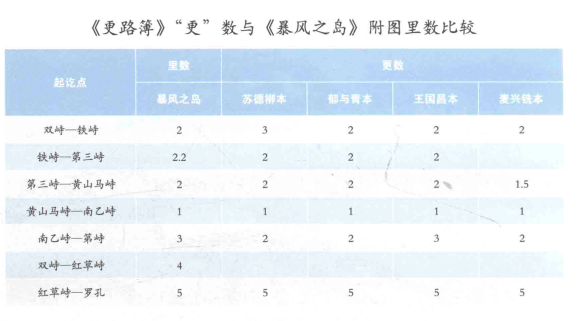 《更路簿》“更”数与《暴风之岛》附图里数比较
起讫点 里数 更数
暴风之岛 苏德柳本 郁与青本 王国昌本 麦兴铣本
双峙—铁峙 2 3 2 2 2
铁峙—第三峙 2.2 2 2 2
第三峙—黄山马峙 2 2 2 2 1.5
黄山马峙—南乙峙 1 1 1 1 1
南乙峙—第峙 3 2 2 3 2
双峙—红草峙 4
红草峙—罗孔 5 5 5 5 5